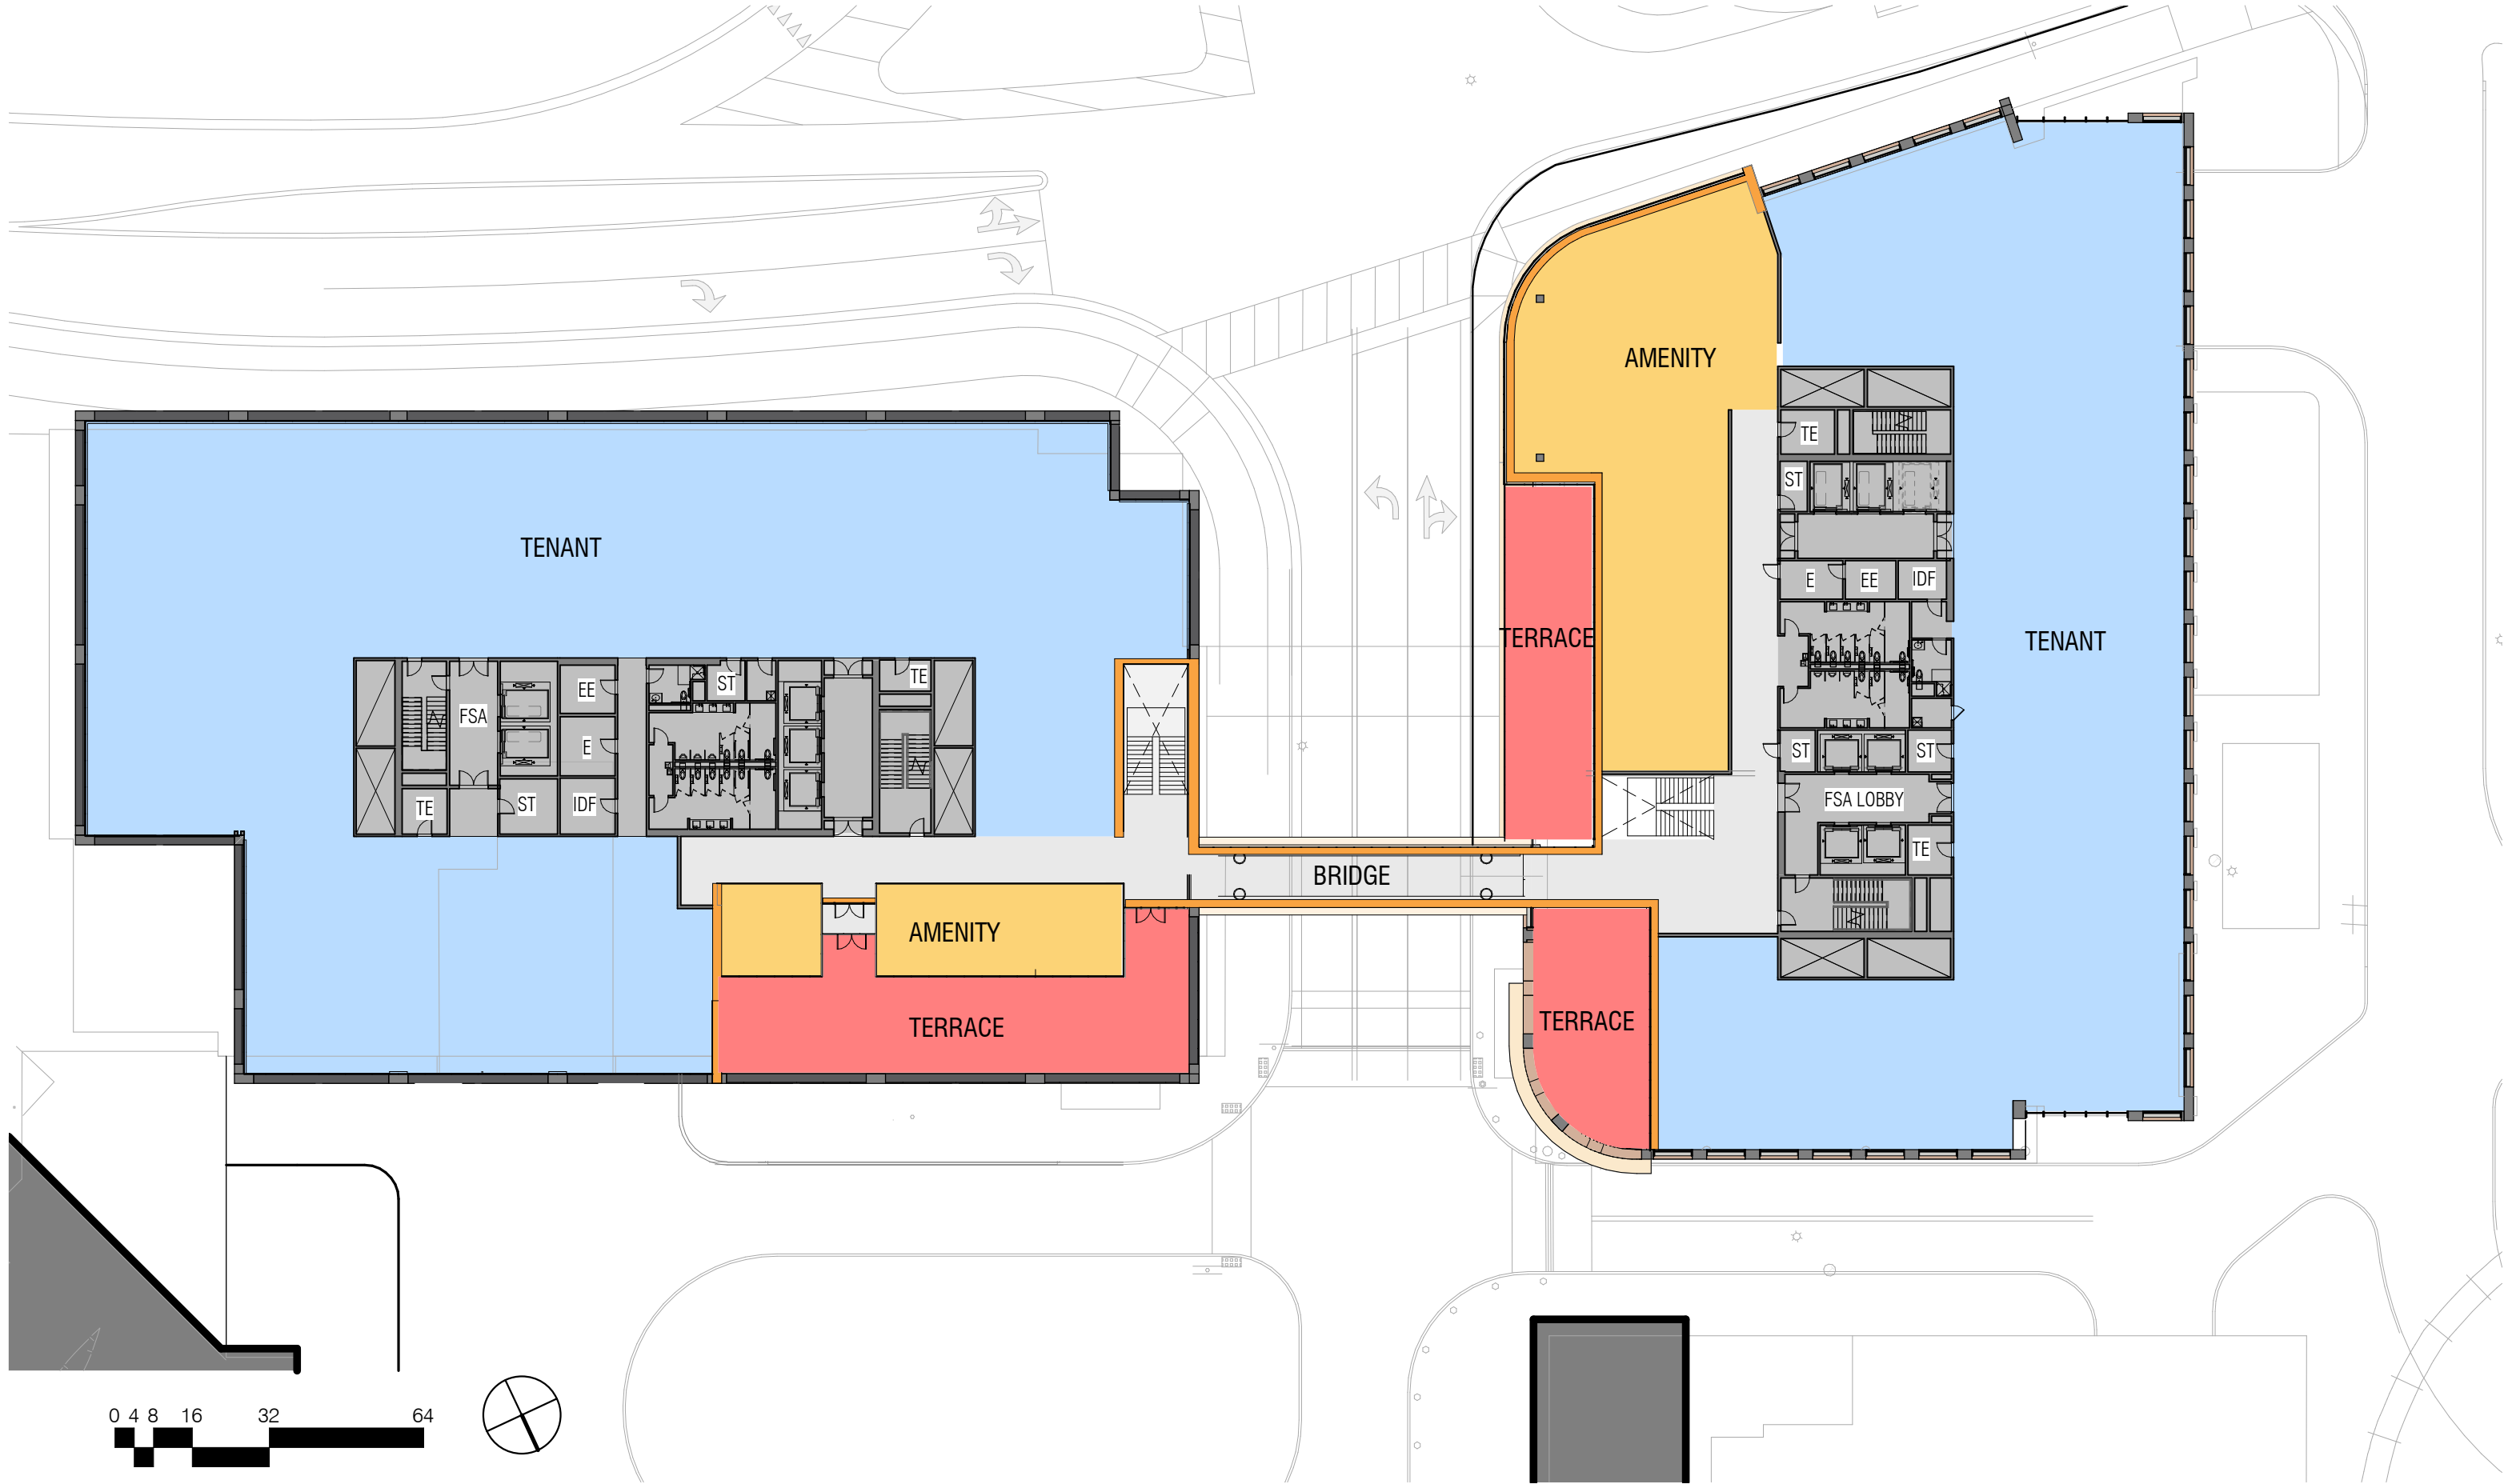 AMENITY
TE
ST
TENANT
E
EE
IDF
TERRACE
TENANT
ST
TE
EE
FSA
E
ST
ST
FSA LOBBY
TE
ST
IDF
TE
BRIDGE
AMENITY
TERRACE
TERRACE
0 4 8 16 32 64